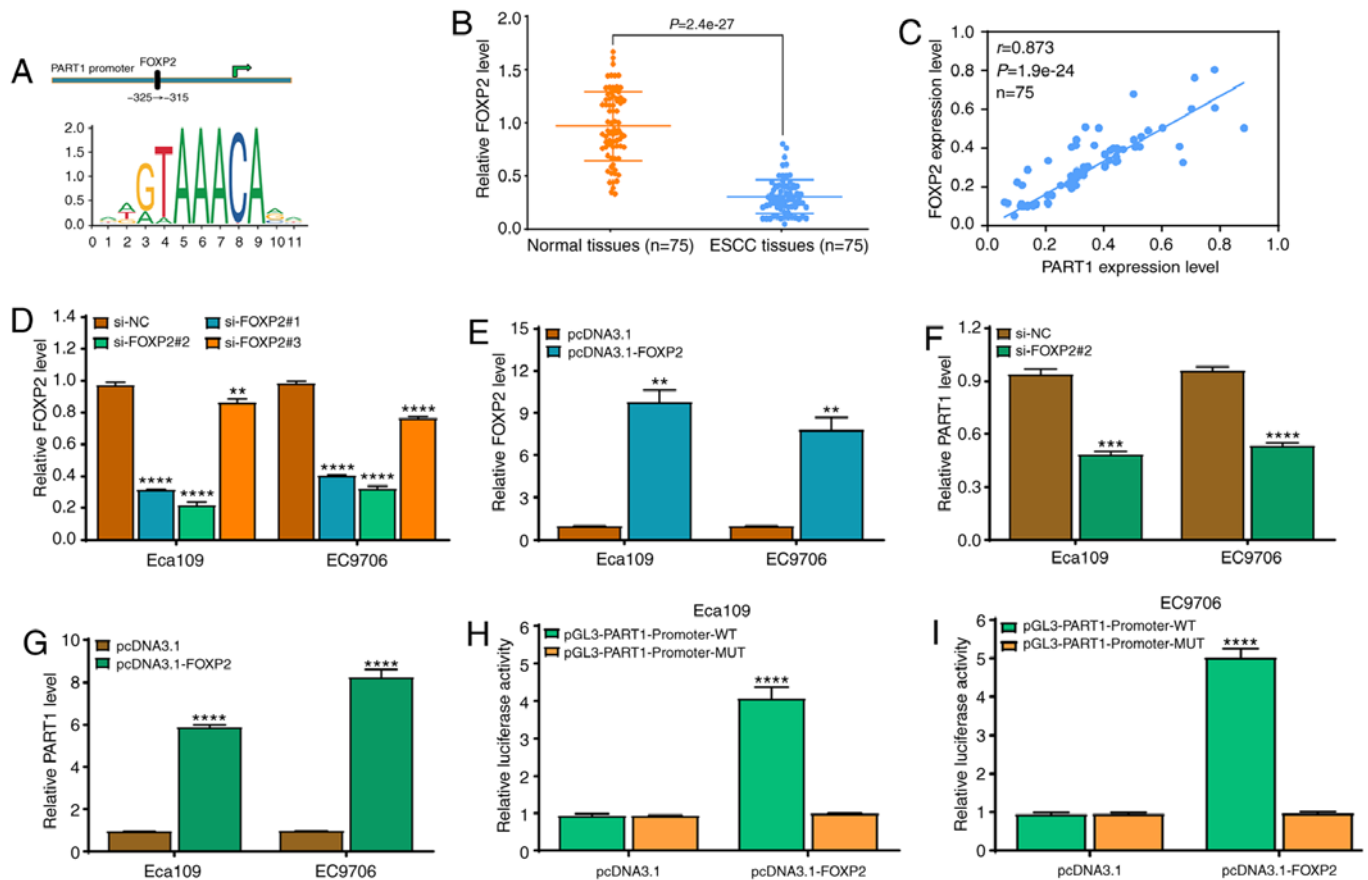 A
PART1 promoter
FOXP2
−325→−315
2.0
1.5
1.0
0.5
0.0
GTAAACA
0 1 2 3 4 5 6 7 8 9 10 11
B
P=2.4e-27
Relative FOXP2 level
2.0
1.5
1.0
0.5
0.0
Normal tissues (n=75)
ESCC tissues (n=75)
C
r=0.873
P=1.9e-24
n=75
FOXP2 expression level
1.0
0.8
0.6
0.4
0.2
0.0
0.0 0.2 0.4 0.6 0.8 1.0
PART1 expression level
D
si-NC
si-FOXP2#1
si-FOXP2#2
si-FOXP2#3
Relative FOXP2 level
1.4
1.2
1.0
0.8
0.6
0.4
0.2
0.0
**** **** **
**** **** ****
Eca109
EC9706
E
pcDNA3.1
pcDNA3.1-FOXP2
Relative FOXP2 level
15
12
9
6
3
0
**
**
Eca109
EC9706
F
si-NC
si-FOXP2#2
Relative PART1 level
1.2
0.9
0.6
0.3
0.0
***
****
Eca109
EC9706
G
pcDNA3.1
pcDNA3.1-FOXP2
Relative PART1 level
10
8
6
4
2
0
****
****
Eca109
EC9706
H
Eca109
pGL3-PART1-Promoter-WT
pGL3-PART1-Promoter-MUT
Relative luciferase activity
6
5
4
3
2
1
0
****
pcDNA3.1
pcDNA3.1-FOXP2
I
EC9706
pGL3-PART1-Promoter-WT
pGL3-PART1-Promoter-MUT
Relative luciferase activity
6
5
4
3
2
1
0
****
pcDNA3.1
pcDNA3.1-FOXP2